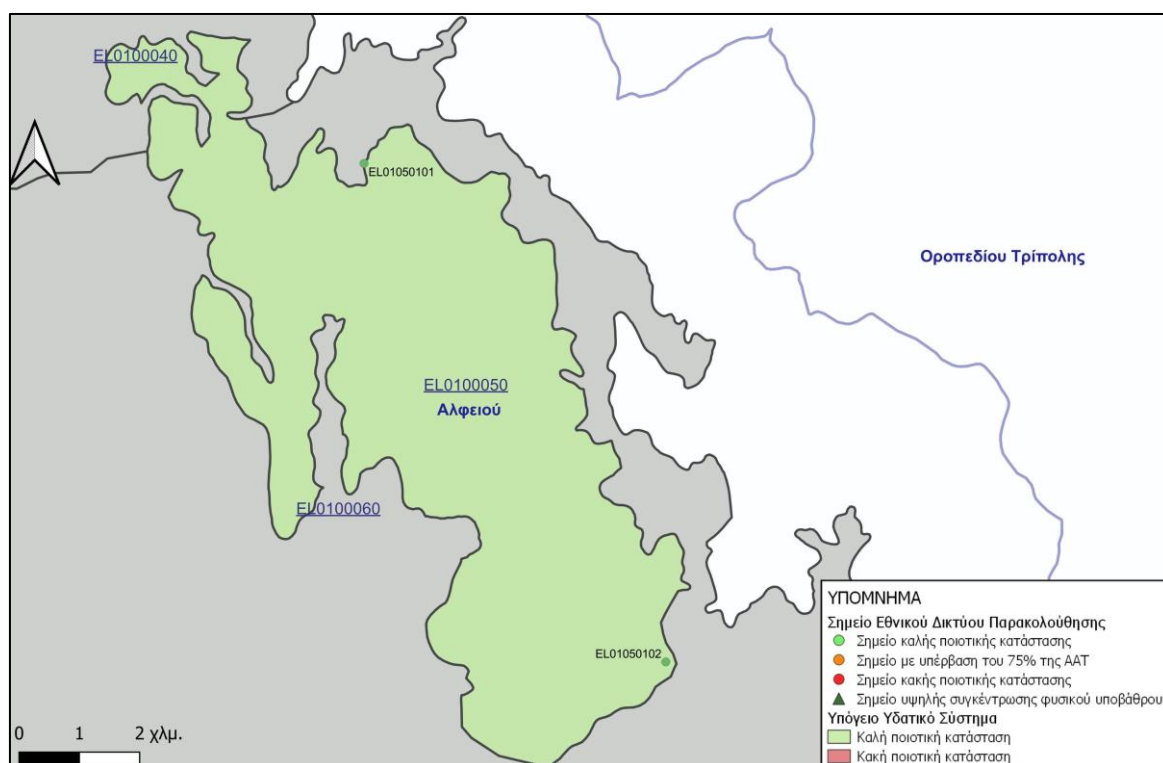 EL0100040
EL01050101
Οροπεδίου Τρίπολης
EL0100050
Αλφειού
EL0100060
EL01050102
0 1 2 χλμ.
ΥΠΟΜΝΗΜΑ
Σημείο Εθνικού Δικτύου Παρακολούθησης
Σημείο καλής ποιοτικής κατάστασης
Σημείο με υπέρβαση του 75% της ΑΑΤ
Σημείο κακής ποιοτικής κατάστασης
Σημείο υψηλής συγκέντρωσης φυσικού υποβάθρου
Υπόγειο Υδατικό Σύστημα
Καλή ποιοτική κατάσταση
Κακή ποιοτική κατάσταση